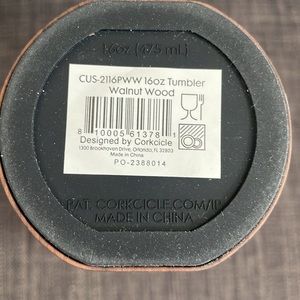 16oz (475 mL)
CUS-2116PWW 16oz Tumbler
Walnut Wood
8 10005 61378 1
Designed by Corkcicle
1300 Brookhaven Drive, Orlando, FL 32803
Made in China
PO-2388014
PAT. CORKCICLE.COM/IP
MADE IN CHINA